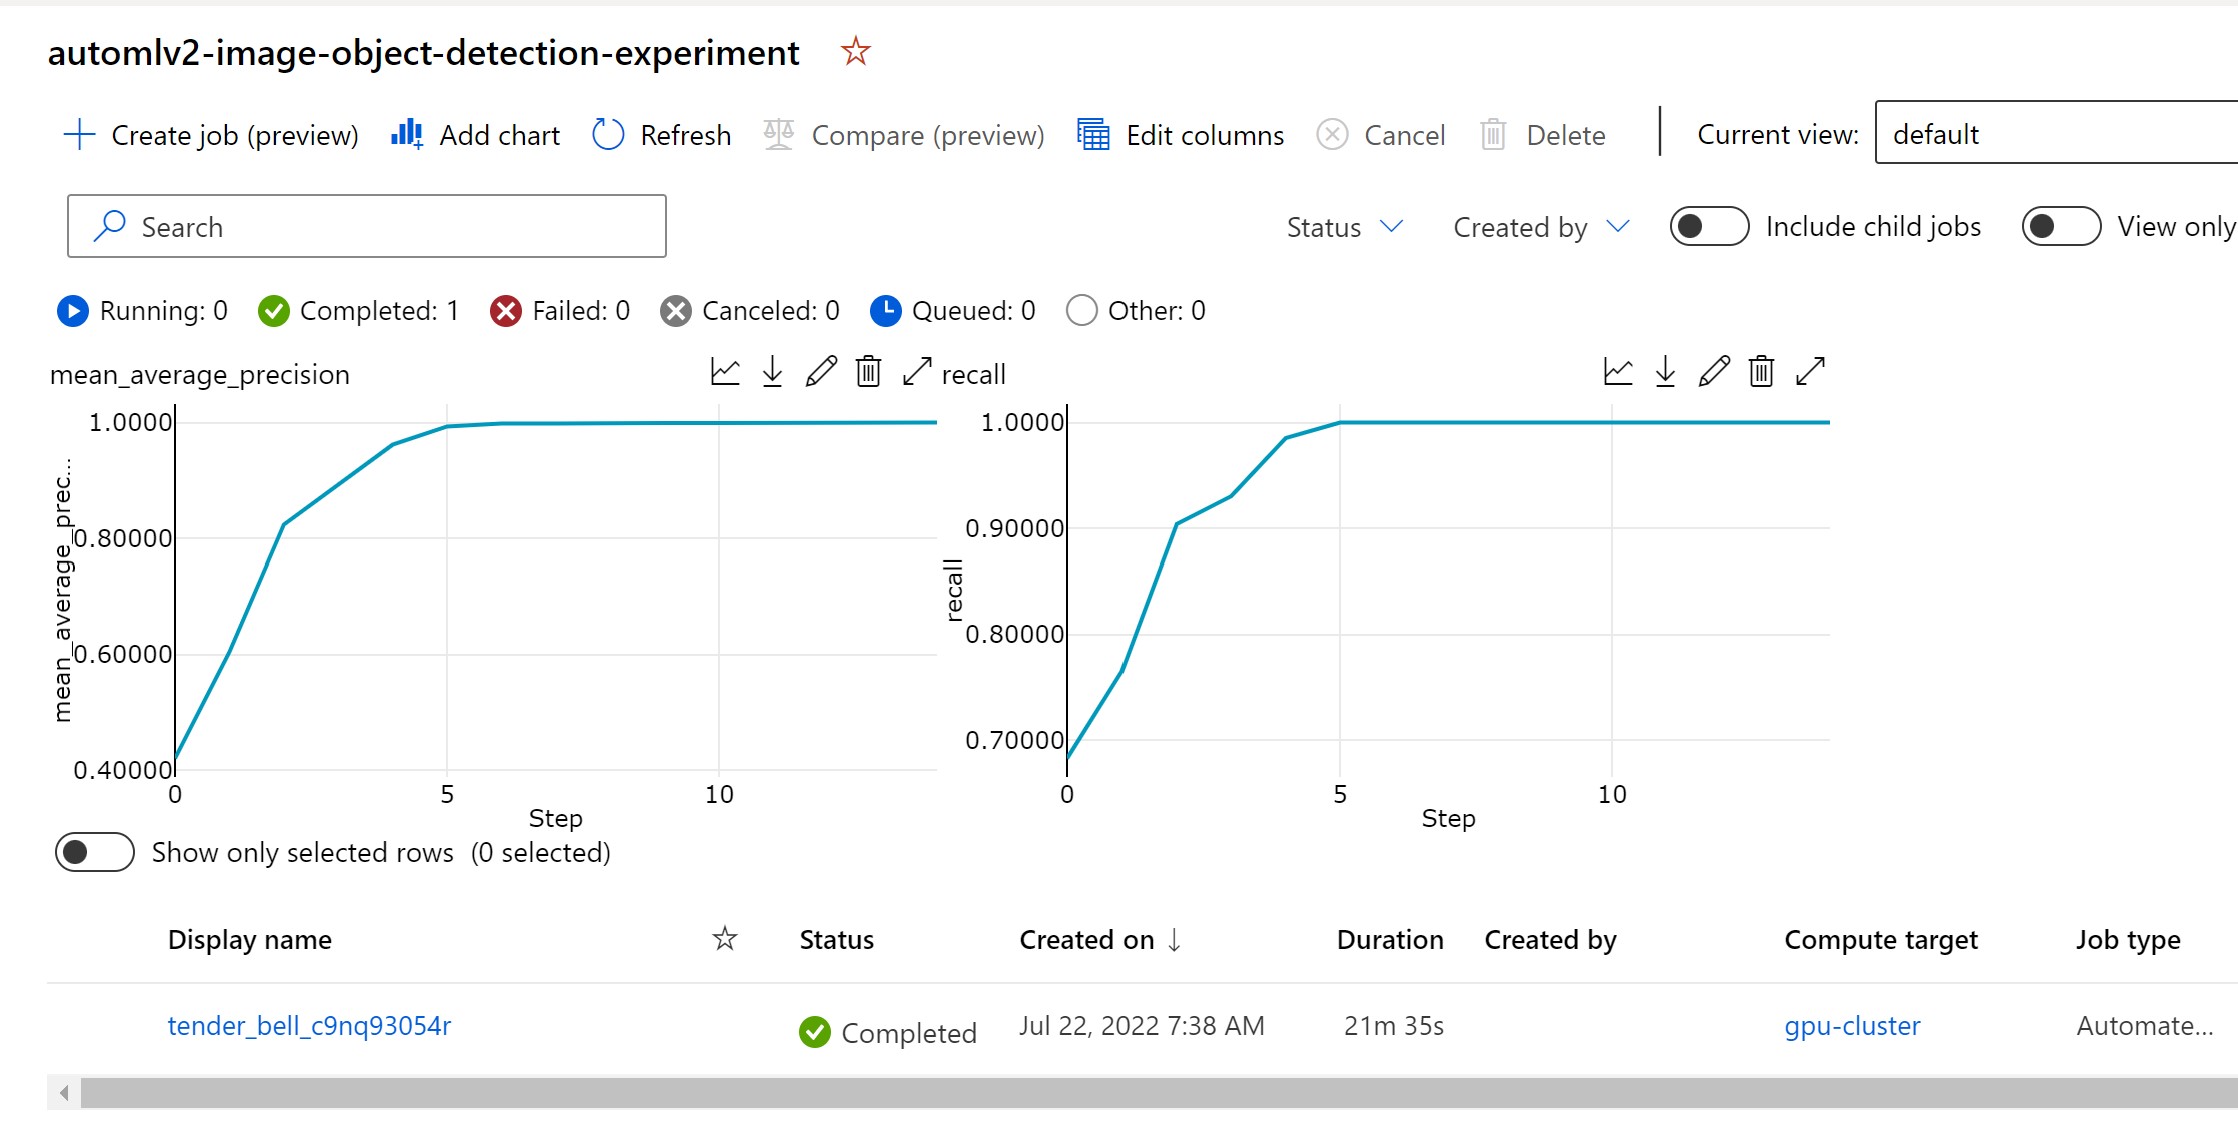 automlv2-image-object-detection-experiment
Create job (preview) Add chart Refresh Compare (preview) Edit columns Cancel Delete Current view: default
Search Status Created by Include child jobs View only
Running: 0 Completed: 1 Failed: 0 Canceled: 0 Queued: 0 Other: 0
mean_average_precision
mean_average_prec...
1.0000
0.80000
0.60000
0.40000
0 5 10
Step
recall
recall
1.0000
0.90000
0.80000
0.70000
0 5 10
Step
Show only selected rows (0 selected)
Display name Status Created on Duration Created by Compute target Job type
tender_bell_c9nq93054r Completed Jul 22, 2022 7:38 AM 21m 35s gpu-cluster Automate...